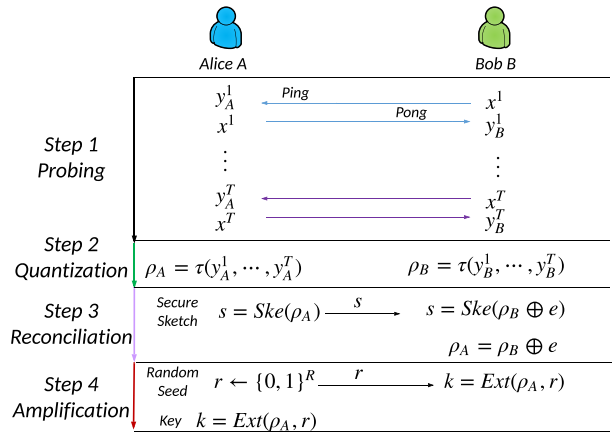 Alice A
Bob B
Step 1
Probing
y_A^1
Ping
x^1
x^1
Pong
y_B^1
⋮
⋮
y_A^T
x^T
x^T
y_B^T
Step 2
Quantization
ρ_A = τ(y_A^1, ⋯, y_A^T)
ρ_B = τ(y_B^1, ⋯, y_B^T)
Step 3
Reconciliation
Secure
Sketch
s = Ske(ρ_A)
s
s = Ske(ρ_B ⊕ e)
ρ_A = ρ_B ⊕ e
Step 4
Amplification
Random
Seed
r ← {0, 1}^R
r
k = Ext(ρ_A, r)
Key
k = Ext(ρ_A, r)